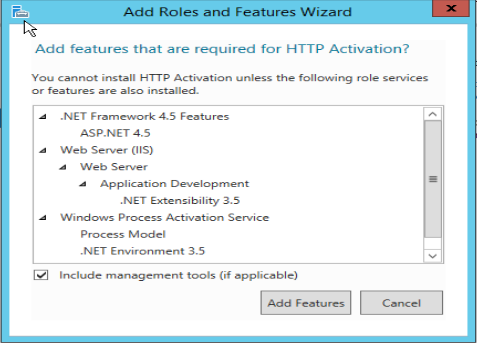 Add Roles and Features Wizard
Add features that are required for HTTP Activation?
You cannot install HTTP Activation unless the following role services
or features are also installed.
.NET Framework 4.5 Features
ASP.NET 4.5
Web Server (IIS)
Web Server
Application Development
.NET Extensibility 3.5
Windows Process Activation Service
Process Model
.NET Environment 3.5
Include management tools (if applicable)
Add Features
Cancel